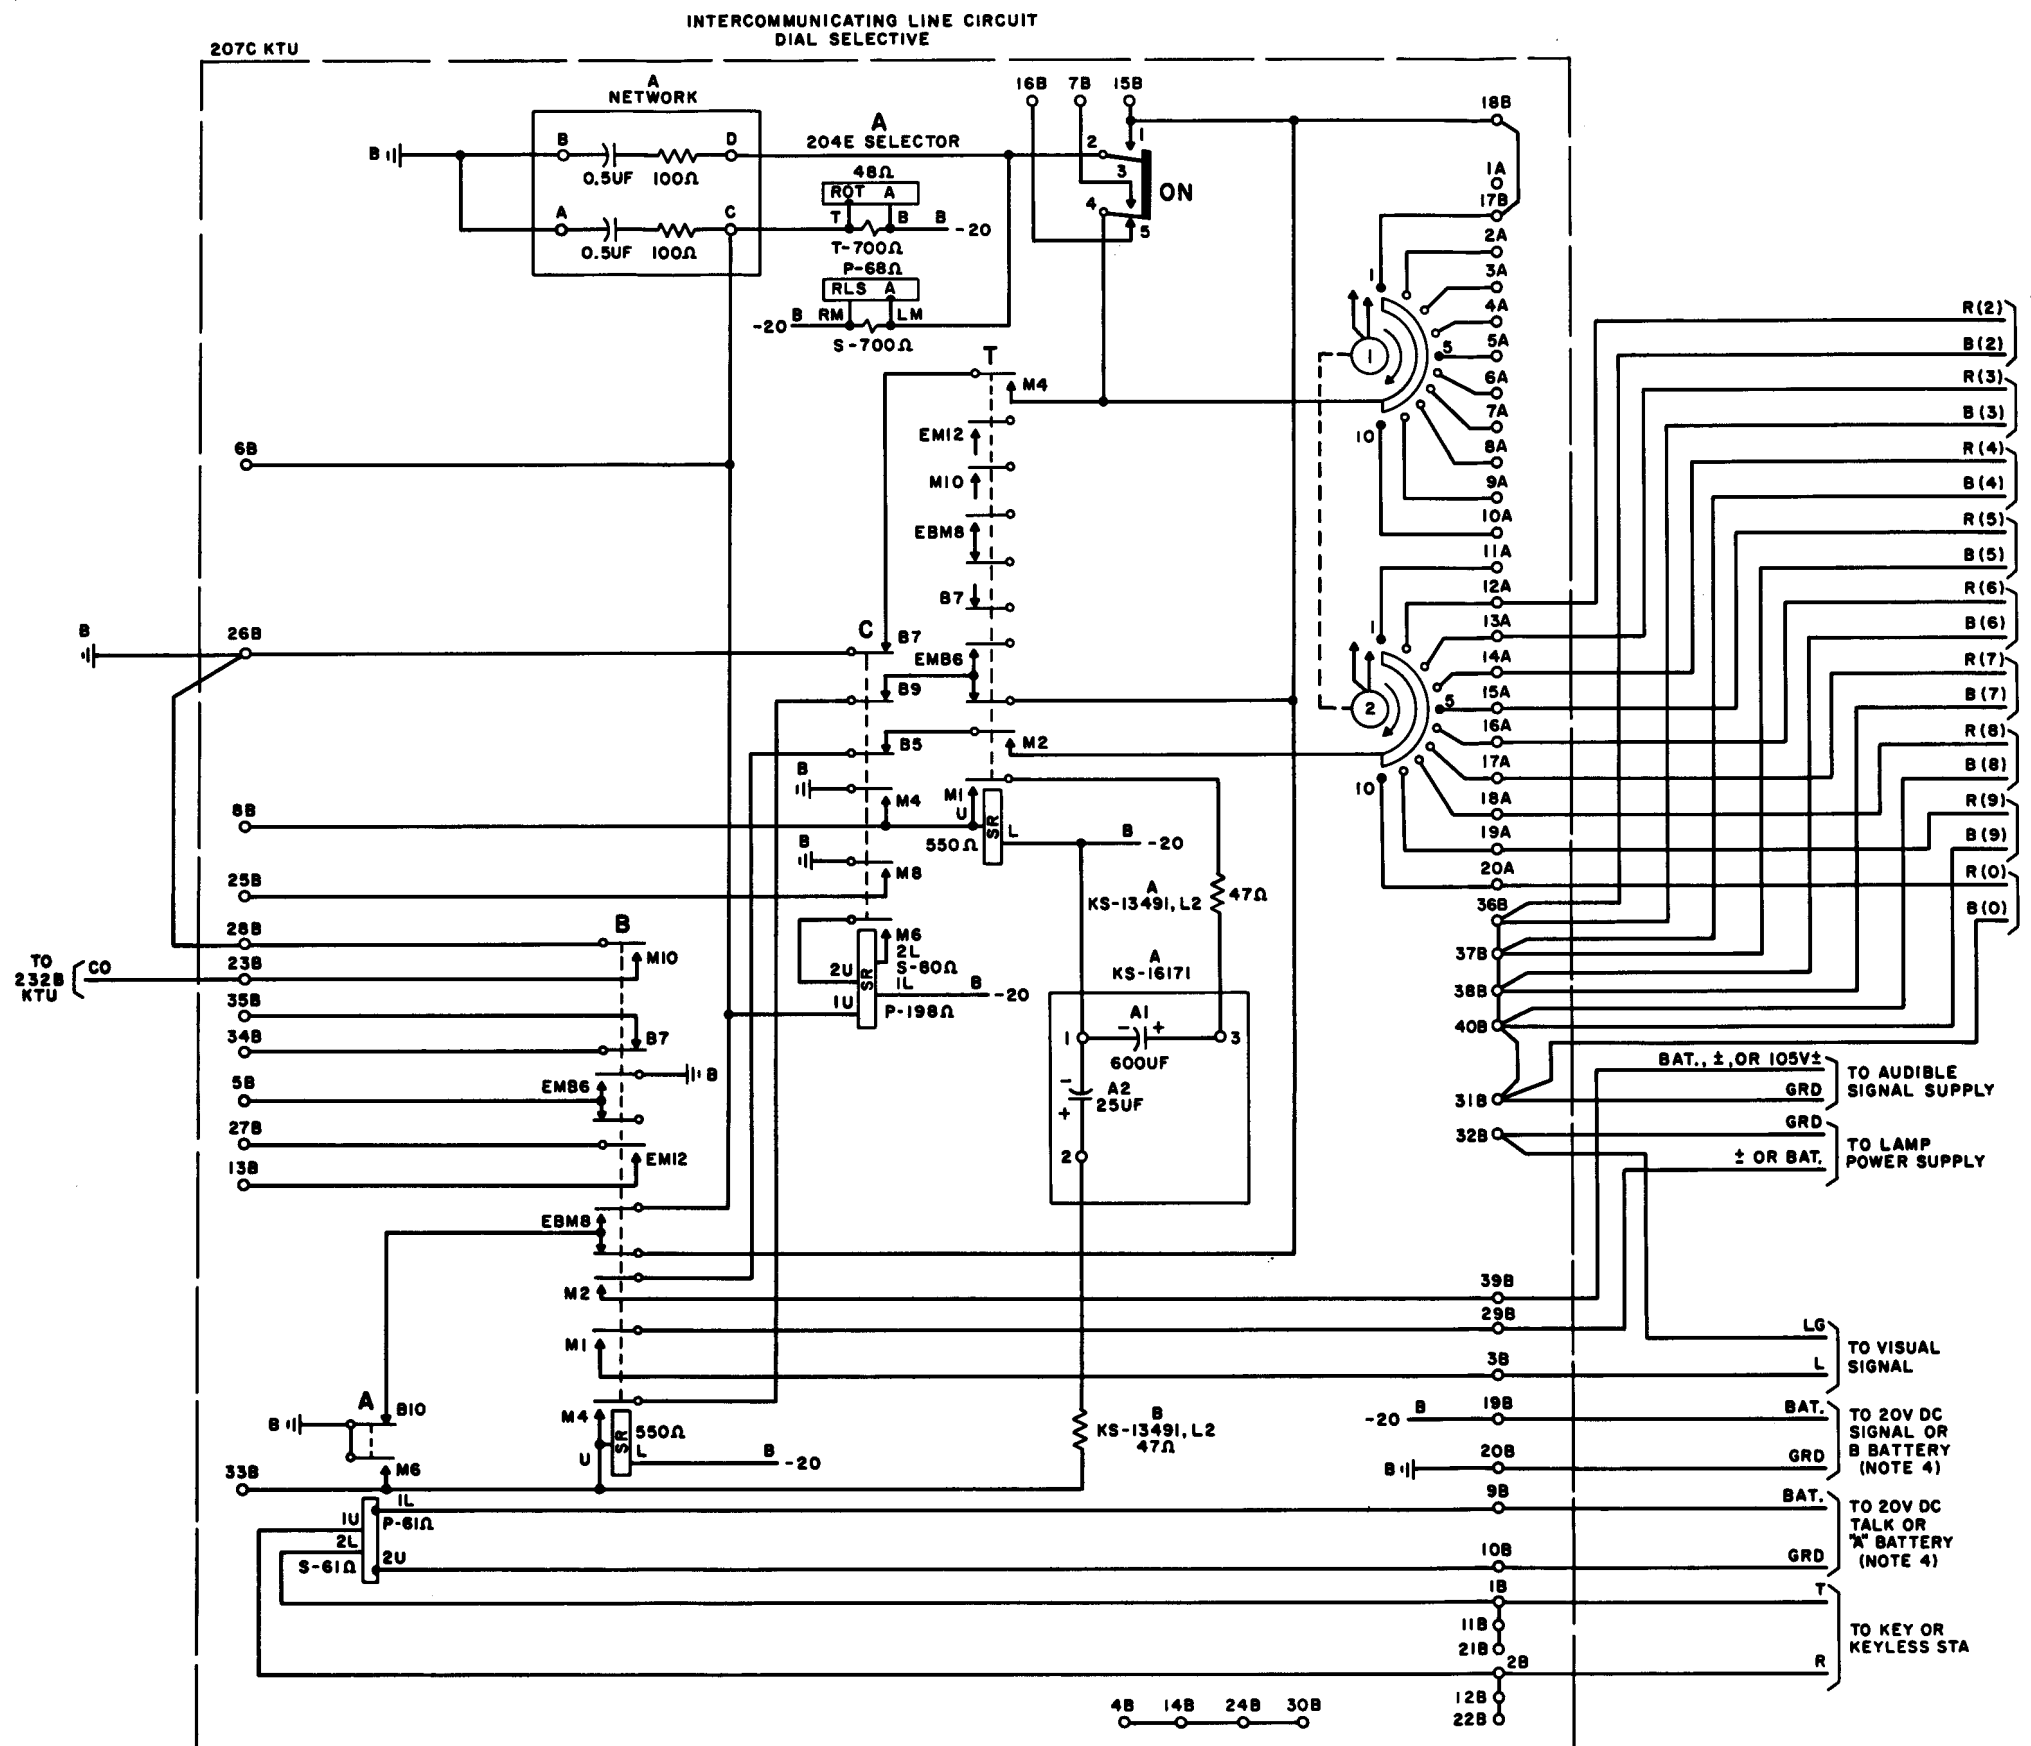 INTERCOMMUNICATING LINE CIRCUIT
DIAL SELECTIVE
207C KTU
A
NETWORK
B
B
D
0.5UF
100Ω
A
C
0.5UF
100Ω
A
204E SELECTOR
48Ω
ROT A
T
B
B
-20
T-700Ω
P-68Ω
RLS A
-20
B
RM
LM
S-700Ω
16B
7B
15B
1
2
3
4
5
ON
18B
1A
17B
2A
3A
4A
5A
6A
7A
8A
9A
10A
1
5
10
1
11A
12A
13A
14A
15A
16A
17A
18A
19A
20A
1
5
10
2
36B
37B
38B
40B
31B
32B
R(2)
B(2)
R(3)
B(3)
R(4)
B(4)
R(5)
B(5)
R(6)
B(6)
R(7)
B(7)
R(8)
B(8)
R(9)
B(9)
R(0)
B(0)
T
M4
EM12
M10
EBM8
B7
EMB6
M2
M1
U
SR
L
550Ω
B
-20
C
B7
B9
B5
B
M4
B
M8
M6
2L
S-60Ω
1L
2U
SR
1U
P-198Ω
B
-20
A
KS-13491, L2
47Ω
A
KS-16171
A1
1
-
+
3
600UF
-
A2
25UF
+
2
B
KS-13491, L2
47Ω
6B
B
26B
8B
25B
28B
23B
35B
34B
5B
27B
13B
TO
232B
KTU
CO
B
M10
B7
B
EMB6
EM12
EBM8
M2
M1
M4
U
SR
L
550Ω
B
-20
A
B
B10
M6
33B
1L
P-61Ω
1U
2L
2U
S-61Ω
BAT., ±, OR 105V±
GRD
TO AUDIBLE
SIGNAL SUPPLY
GRD
± OR BAT.
TO LAMP
POWER SUPPLY
39B
29B
3B
LG
L
TO VISUAL
SIGNAL
-20
B
19B
BAT.
B
20B
GRD
TO 20V DC
SIGNAL OR
B BATTERY
(NOTE 4)
9B
BAT.
10B
GRD
TO 20V DC
TALK OR
"A" BATTERY
(NOTE 4)
1B
T
11B
21B
2B
R
TO KEY OR
KEYLESS STA
12B
22B
4B
14B
24B
30B